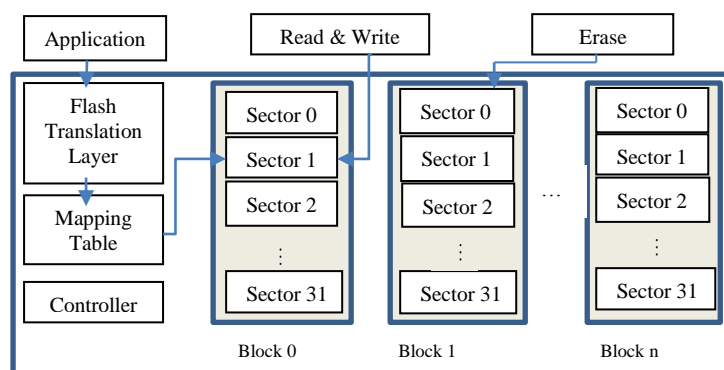 Application
Read & Write
Erase
Flash
Translation
Layer
Mapping
Table
Controller
Sector 0
Sector 1
Sector 2
⋮
Sector 31
Block 0
Sector 0
Sector 1
Sector 2
⋮
Sector 31
Block 1
…
Sector 0
Sector 1
Sector 2
⋮
Sector 31
Block n